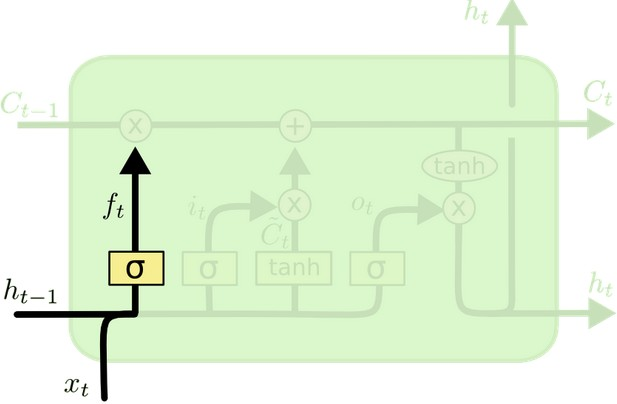 h_t
C_{t-1}
C_t
x
+
tanh
f_t
i_t
x
o_t
x
C̃_t
σ
σ
tanh
σ
h_{t-1}
h_t
x_t